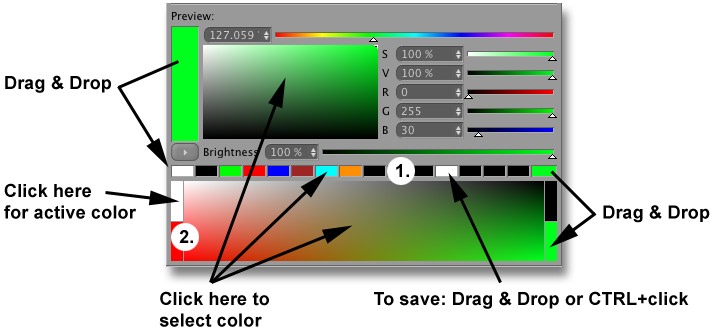 Preview:
127.059 °
S 100 %
V 100 %
R 0
G 255
B 30
Drag & Drop
Brightness 100 %
1.
Click here
for active color
2.
Drag & Drop
Click here to
select color
To save: Drag & Drop or CTRL+click